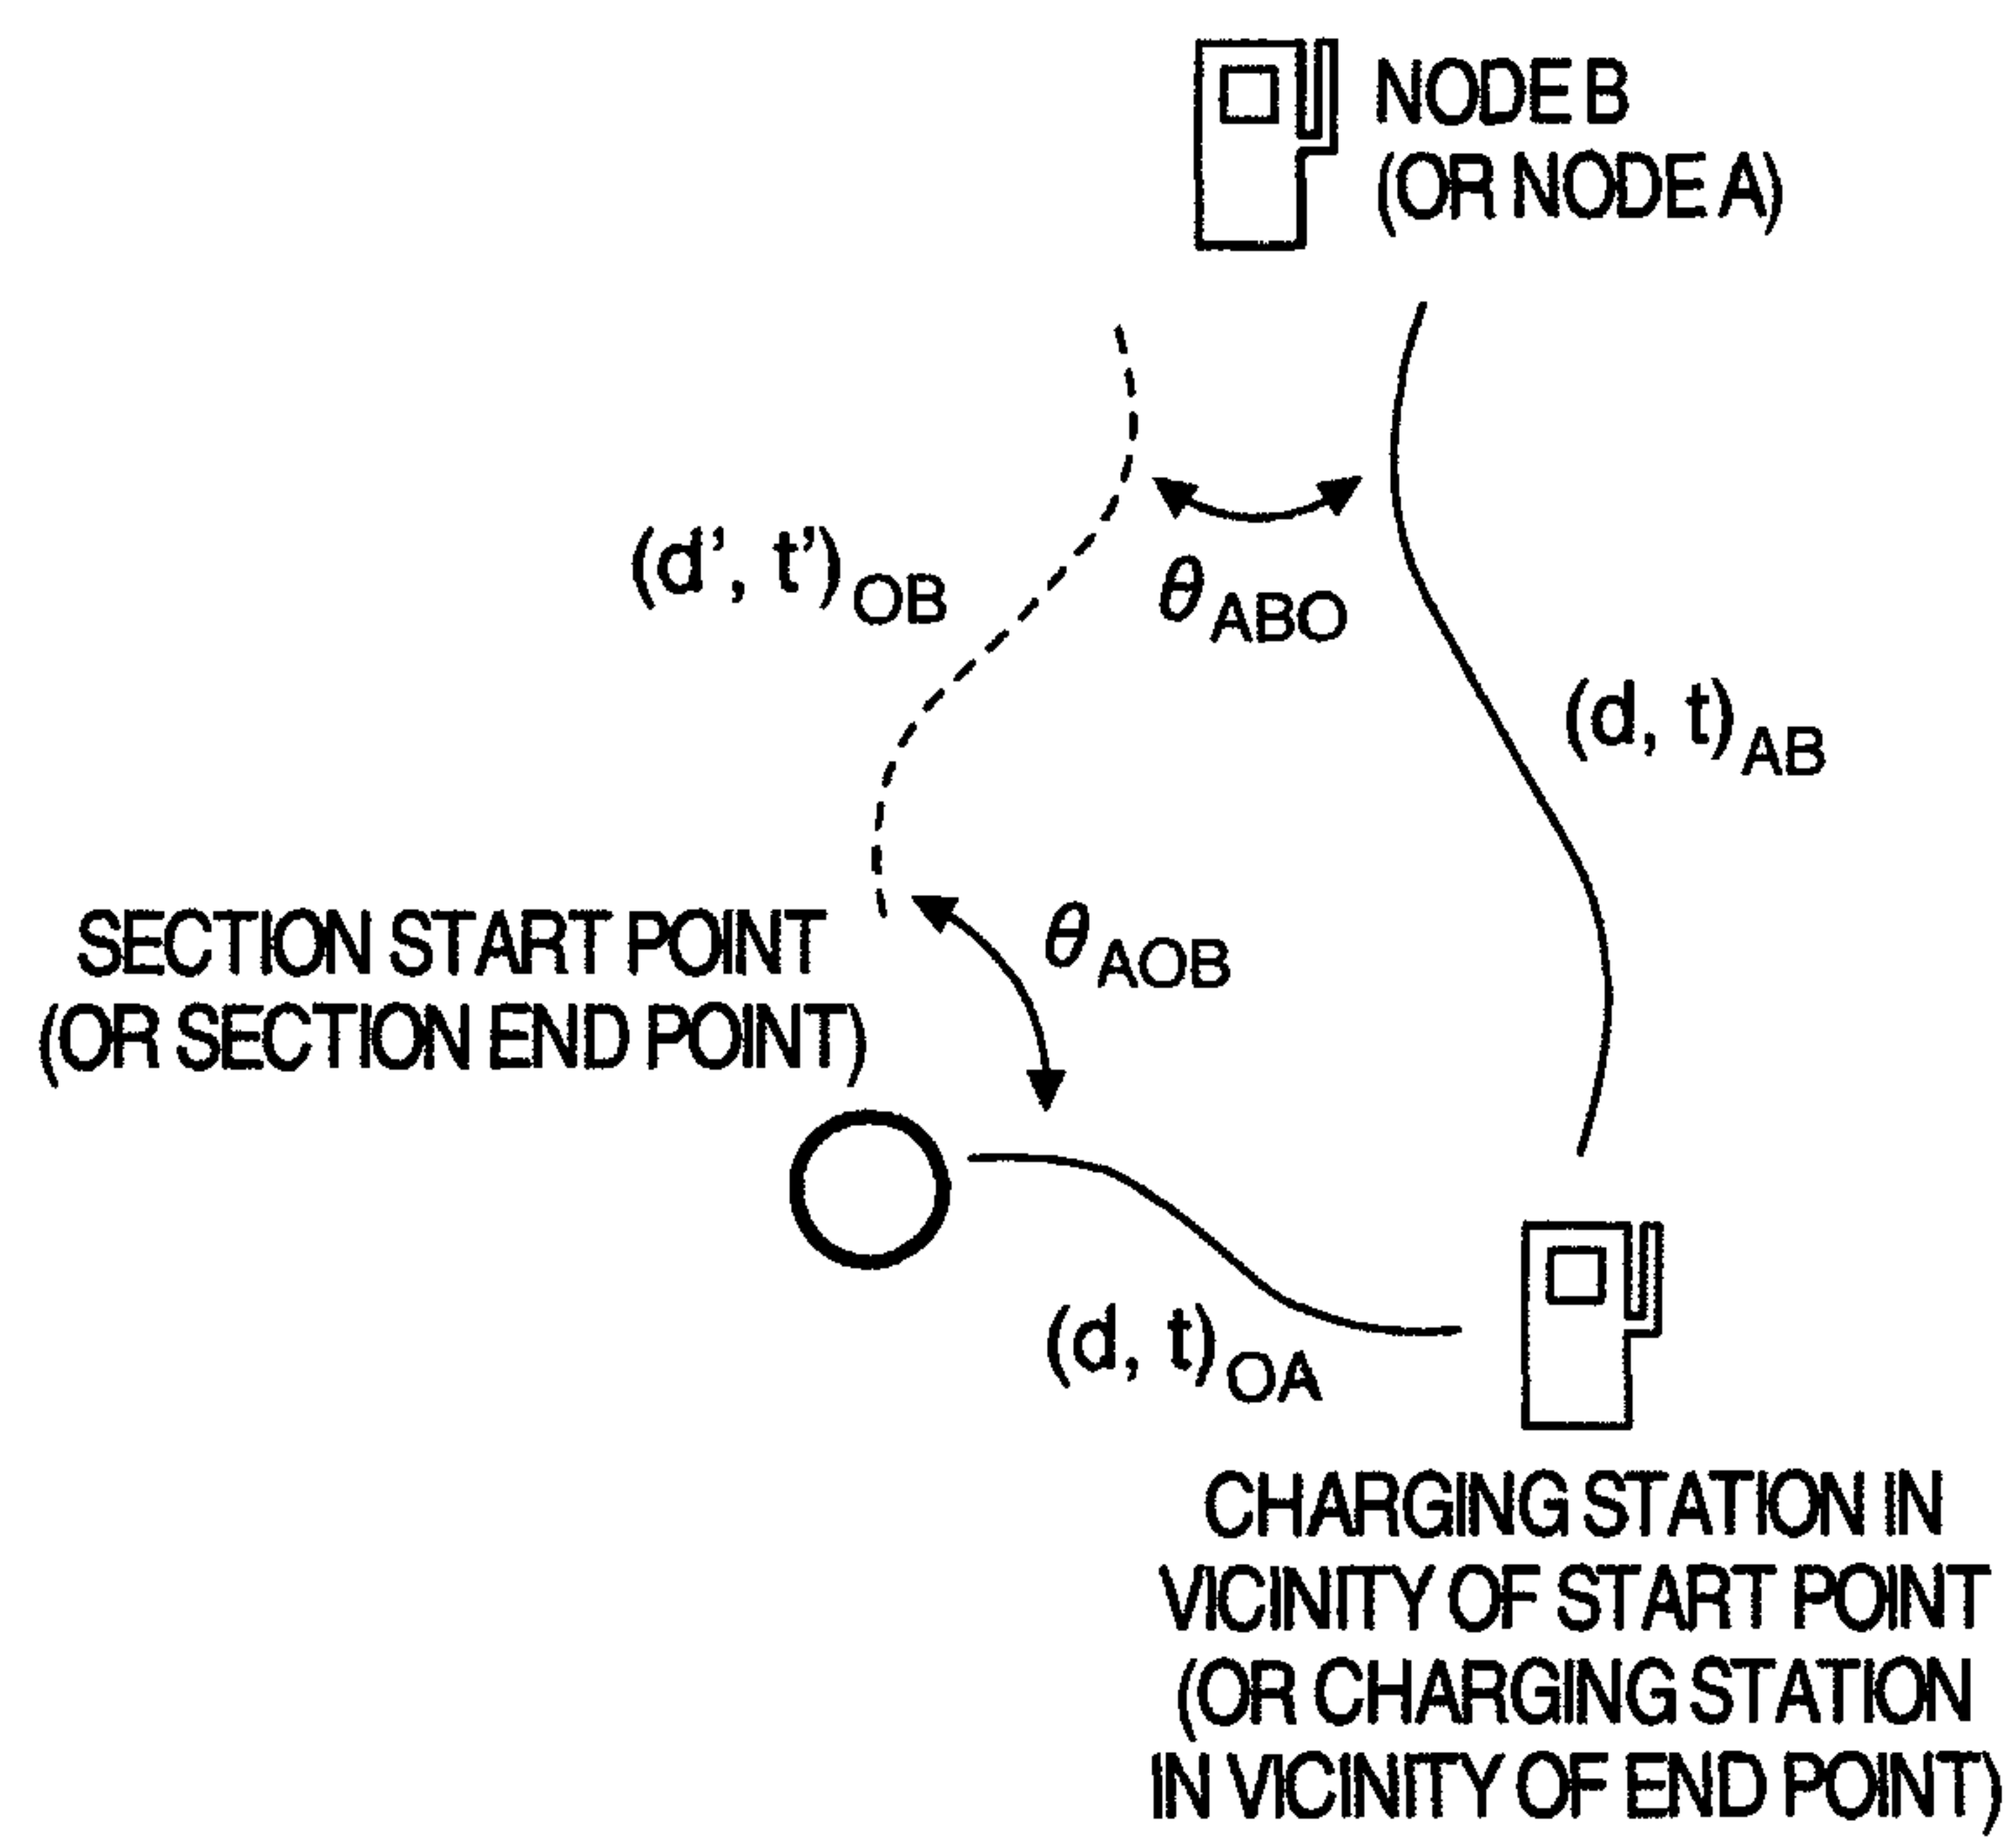 NODE B
(OR NODE A)
(d', t')OB
θABO
(d, t)AB
SECTION START POINT
(OR SECTION END POINT)
θAOB
(d, t)OA
CHARGING STATION IN
VICINITY OF START POINT
(OR CHARGING STATION
IN VICINITY OF END POINT)